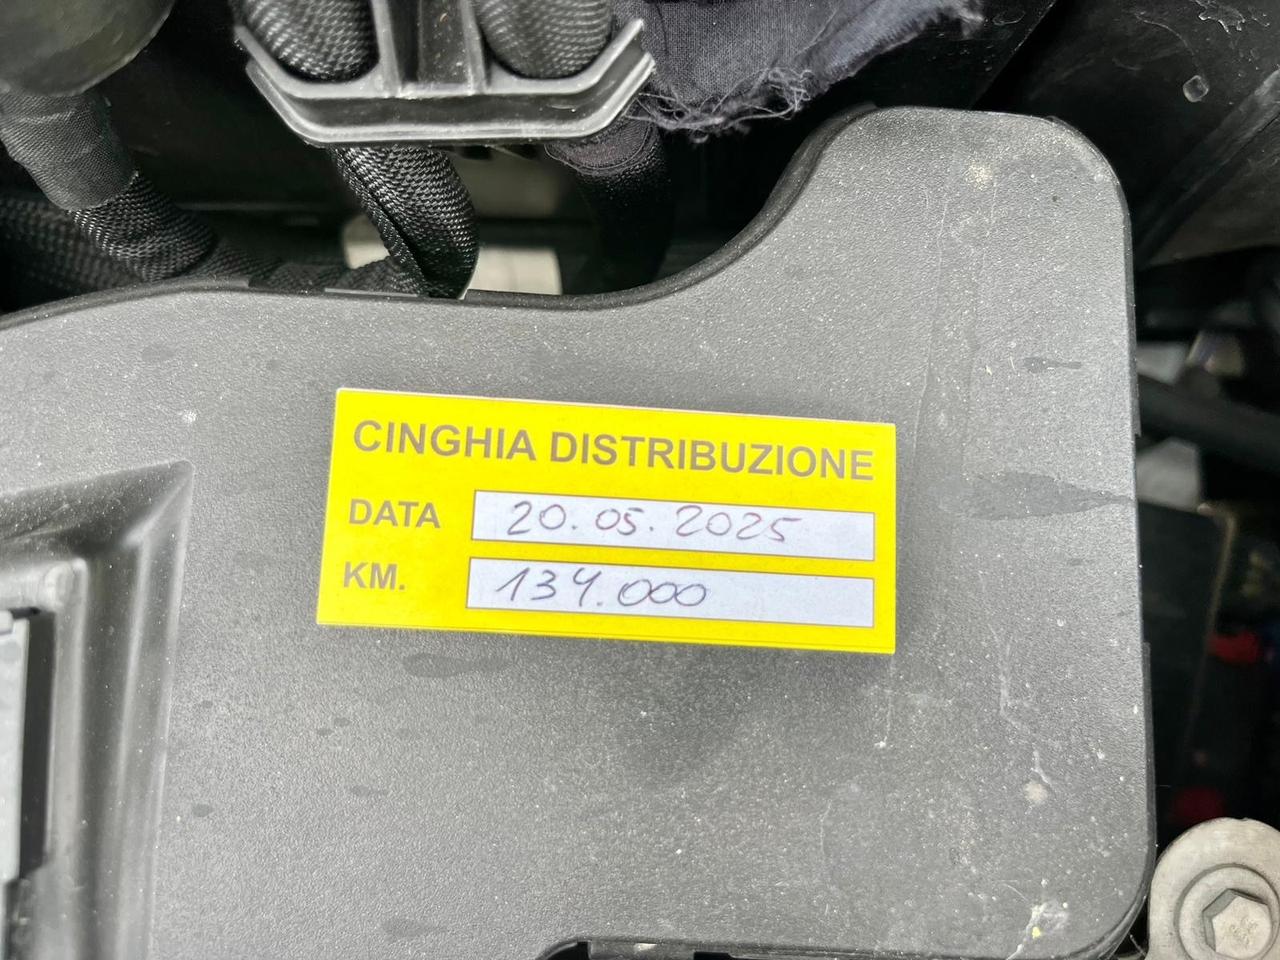 CINGHIA DISTRIBUZIONE
DATA 20.05.2025
KM. 134.000